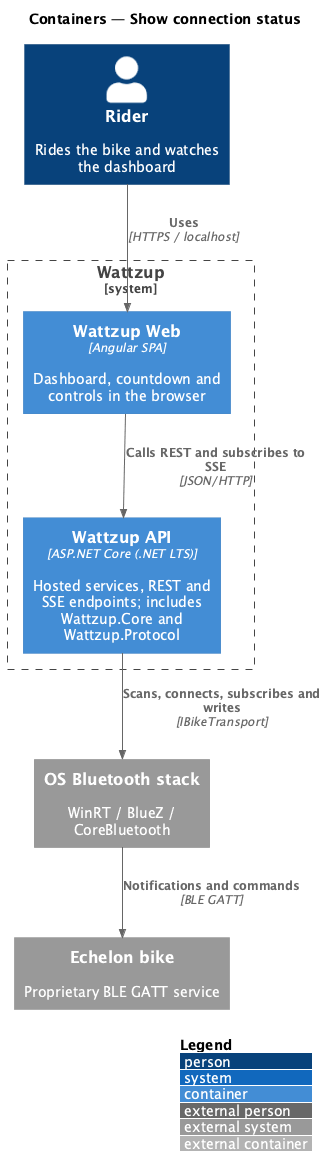 Containers — Show connection status
Rider
Rides the bike and watches
the dashboard
Uses
[HTTPS / localhost]
Wattzup
[system]
Wattzup Web
[Angular SPA]
Dashboard, countdown and
controls in the browser
Calls REST and subscribes to
SSE
[JSON/HTTP]
Wattzup API
[ASP.NET Core (.NET LTS)]
Hosted services, REST and
SSE endpoints; includes
Wattzup.Core and
Wattzup.Protocol
Scans, connects, subscribes and
writes
[IBikeTransport]
OS Bluetooth stack
WinRT / BlueZ /
CoreBluetooth
Notifications and commands
[BLE GATT]
Echelon bike
Proprietary BLE GATT service
Legend
person
system
container
external person
external system
external container